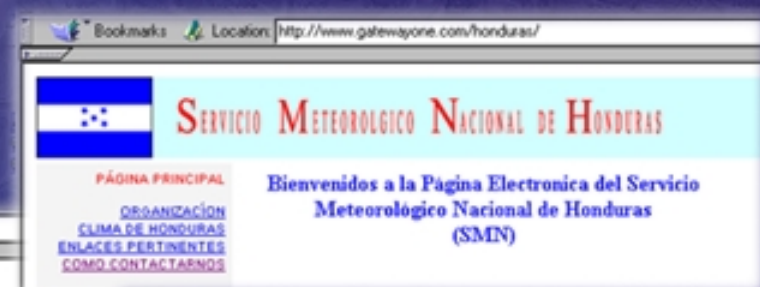 Bookmarks Location: http://www.gatewayone.com/honduras/
SERVICIO METEOROLGICO NACIONAL DE HONDURAS
PÁGINA PRINCIPAL
ORGANIZACÍON
CLIMA DE HONDURAS
ENLACES PERTINENTES
COMO CONTACTARNOS
Bienvenidos a la Página Electronica del Servicio
Meteorológico Nacional de Honduras
(SMN)